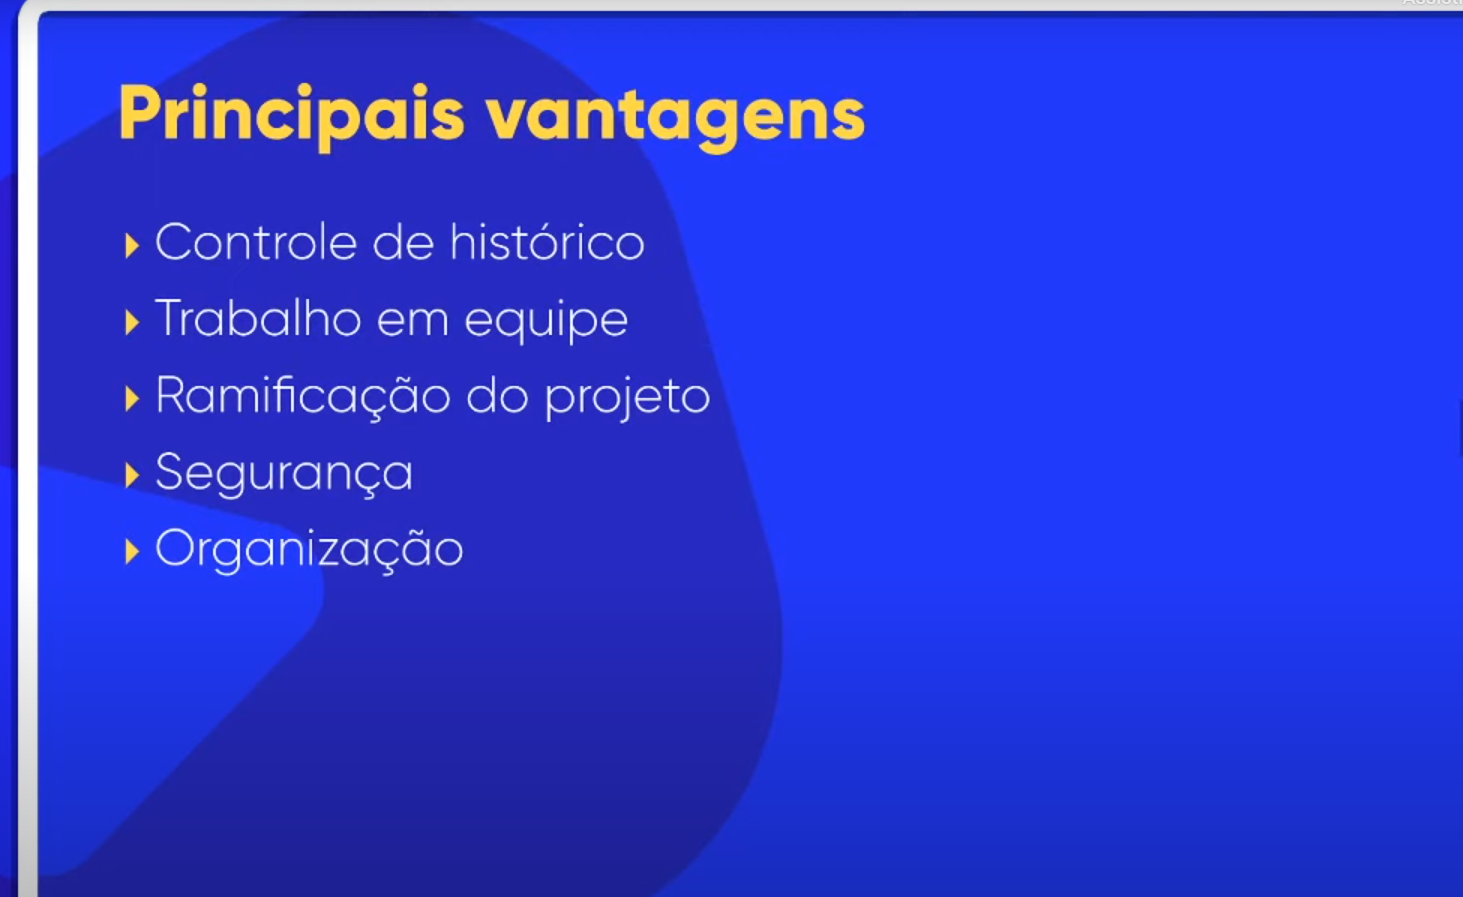 Principais vantagens
Controle de histórico
Trabalho em equipe
Ramificação do projeto
Segurança
Organização